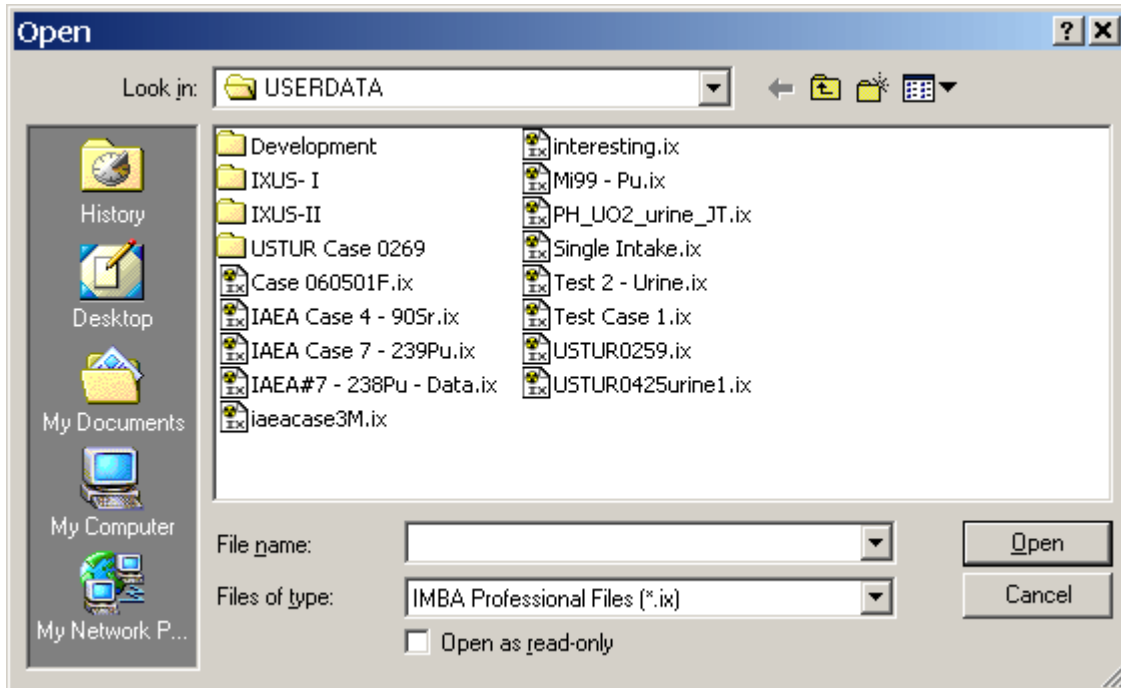 Open
Look in: USERDATA
History
Desktop
My Documents
My Computer
My Network P...
Development
IXUS- I
IXUS-II
USTUR Case 0269
Case 060501F.ix
IAEA Case 4 - 90Sr.ix
IAEA Case 7 - 239Pu.ix
IAEA#7 - 238Pu - Data.ix
iaeacase3M.ix
interesting.ix
Mi99 - Pu.ix
PH_UO2_urine_JT.ix
Single Intake.ix
Test 2 - Urine.ix
Test Case 1.ix
USTUR0259.ix
USTUR0425urine1.ix
File name:
Open
Files of type: IMBA Professional Files (*.ix)
Cancel
Open as read-only